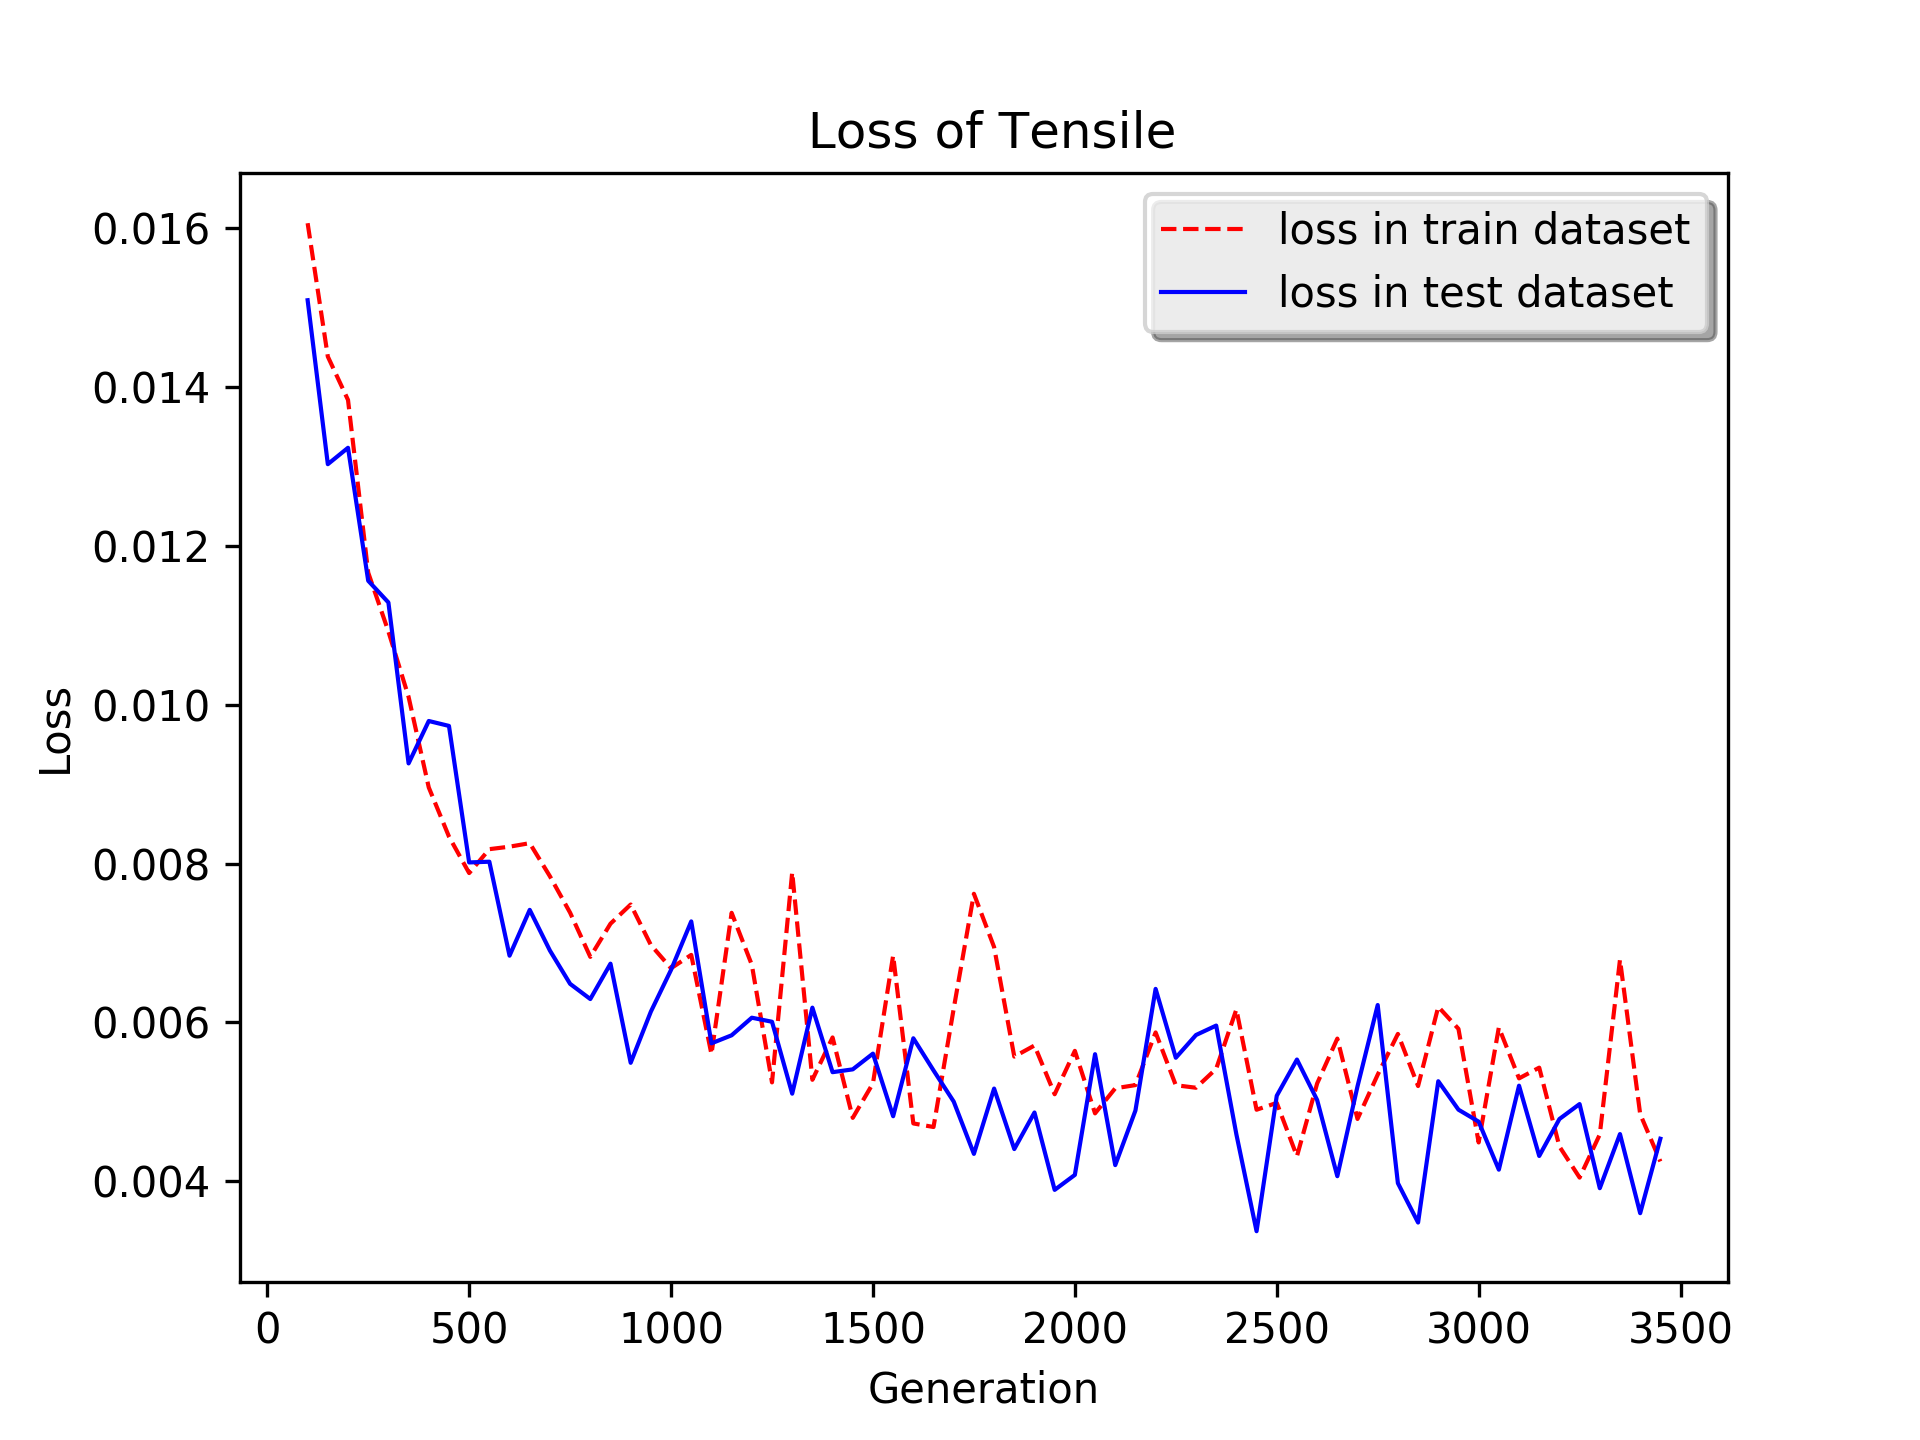 Loss of Tensile
loss in train dataset
loss in test dataset
Loss
0.016
0.014
0.012
0.010
0.008
0.006
0.004
0 500 1000 1500 2000 2500 3000 3500
Generation